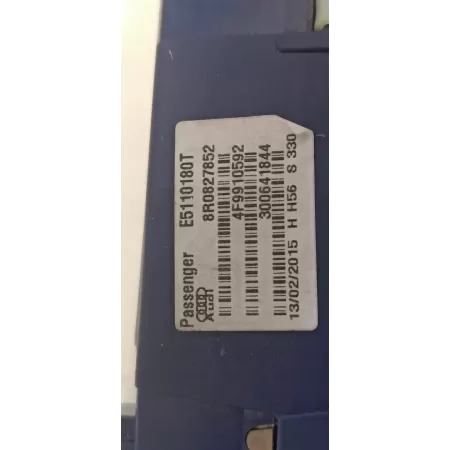 Passenger E5110180T
Audi 8R0827852
4F9910592
300641844
13/02/2015 H H56 S 330